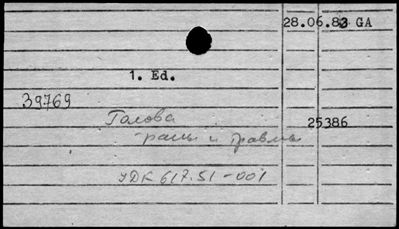 28.06.83 GA
1. Ed.
39769
Голова
25386
- раны и травмы
УДК 617.51-001